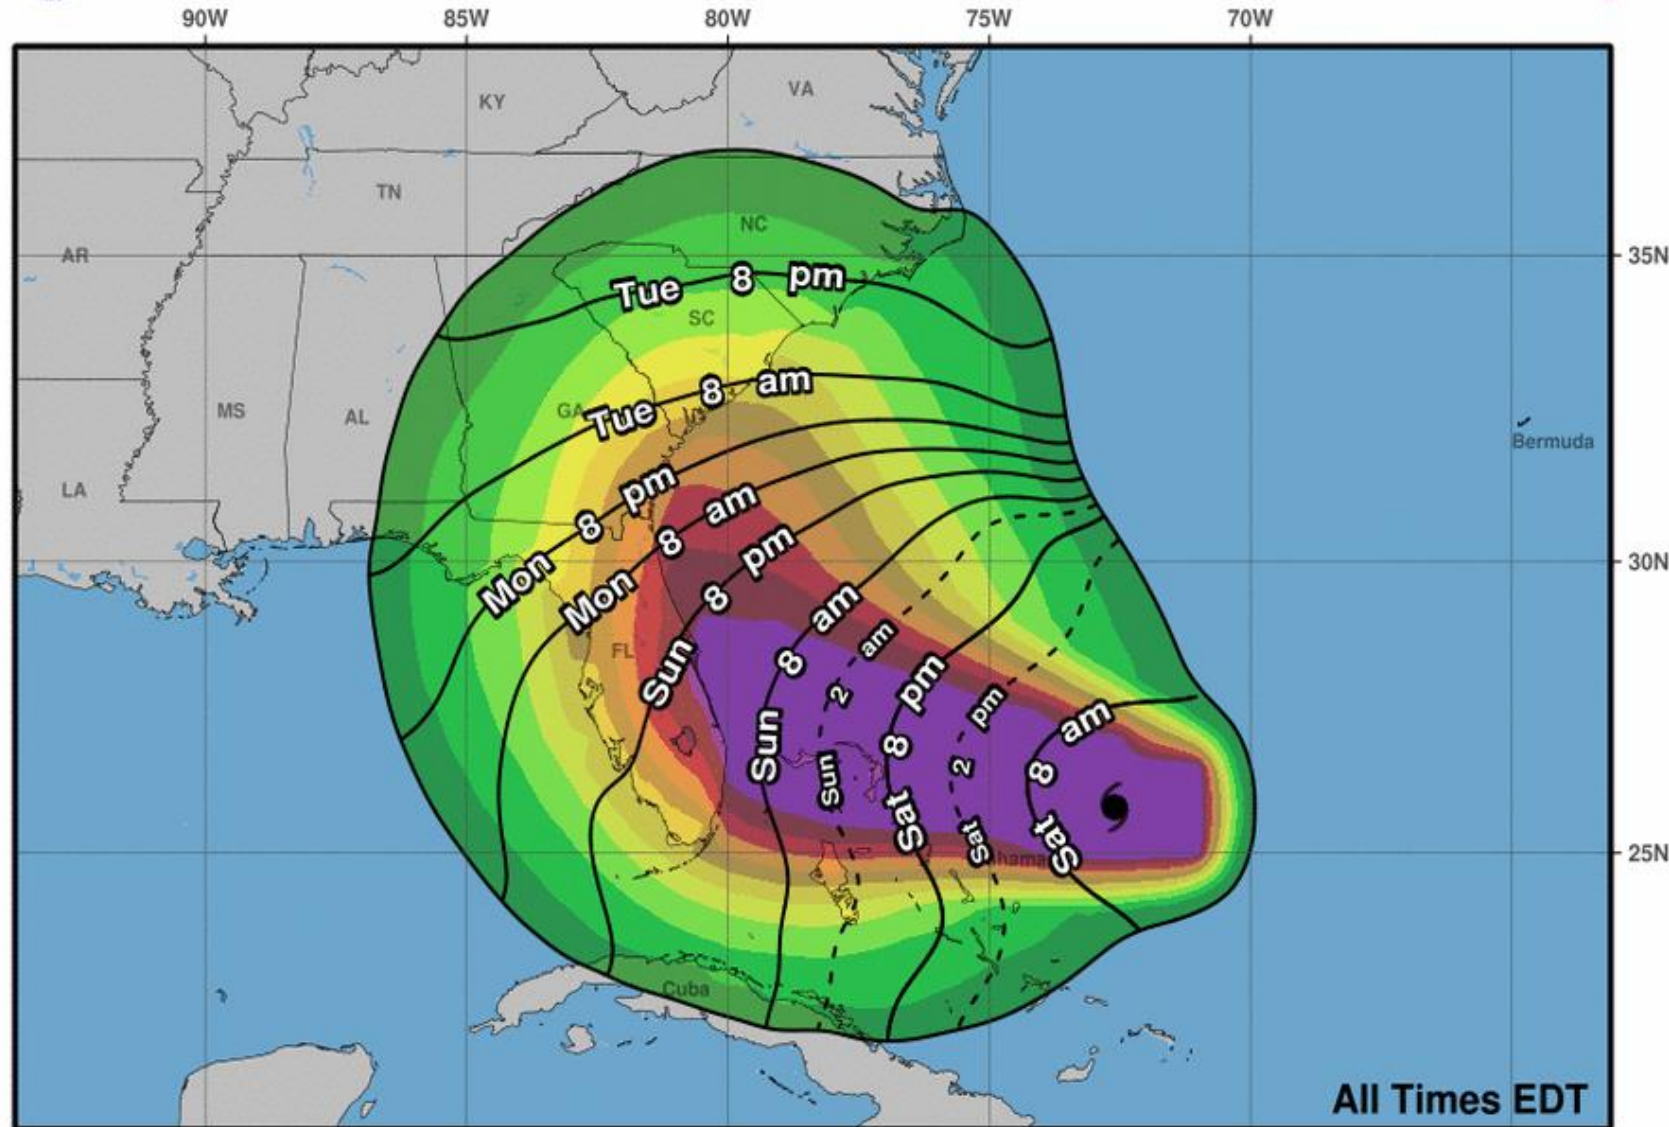 90W 85W 80W 75W 70W
KY
VA
TN
NC
AR
35N
Tue 8 pm
SC
Tue 8 am
MS
AL
GA
Bermuda
LA
Mon 8 pm
Mon 8 am
30N
Sun 8 pm
FL
Sun 8 am
Sun 2 am
Sat 8 pm
Sat 2 pm
Sat 8 am
25N
Cuba
All Times EDT